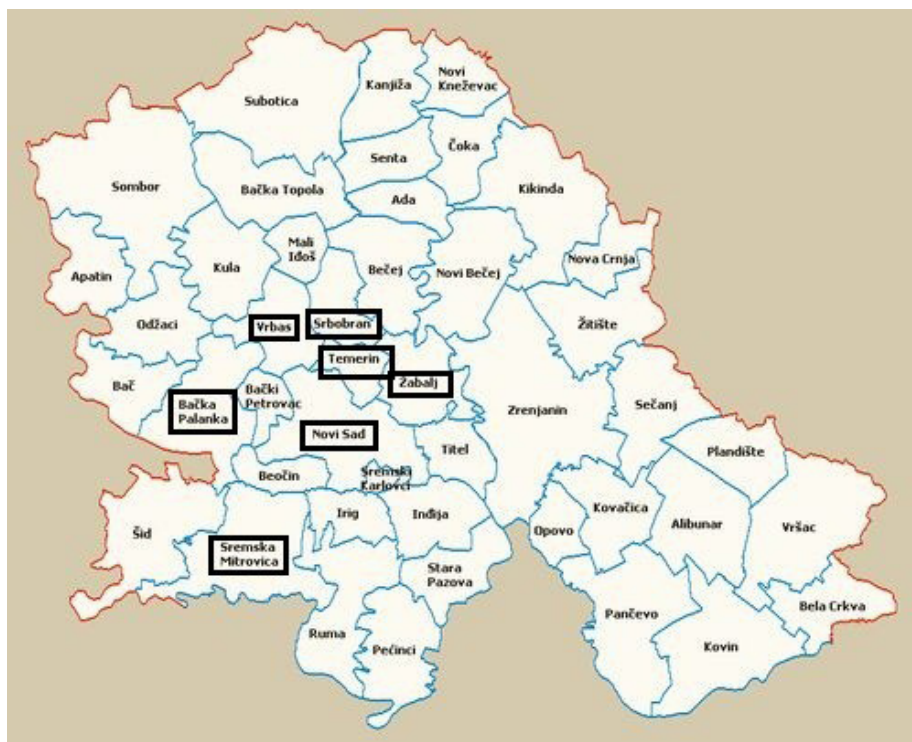 Subotica
Kanjiža
Novi
Kneževac
Čoka
Senta
Sombor
Bačka Topola
Ada
Kikinda
Mali
Iđoš
Kula
Bečej
Novi Bečej
Nova Crnja
Apatin
Odžaci
Vrbas
Srbobran
Žitište
Temerin
Bač
Žabalj
Bački
Petrovac
Bačka
Palanka
Zrenjanin
Sečanj
Novi Sad
Titel
Plandište
Beočin
Sremski
Karlovci
Kovačica
Irig
Inđija
Opovo
Alibunar
Vršac
Šid
Sremska
Mitrovica
Stara
Pazova
Bela Crkva
Pančevo
Ruma
Pećinci
Kovin